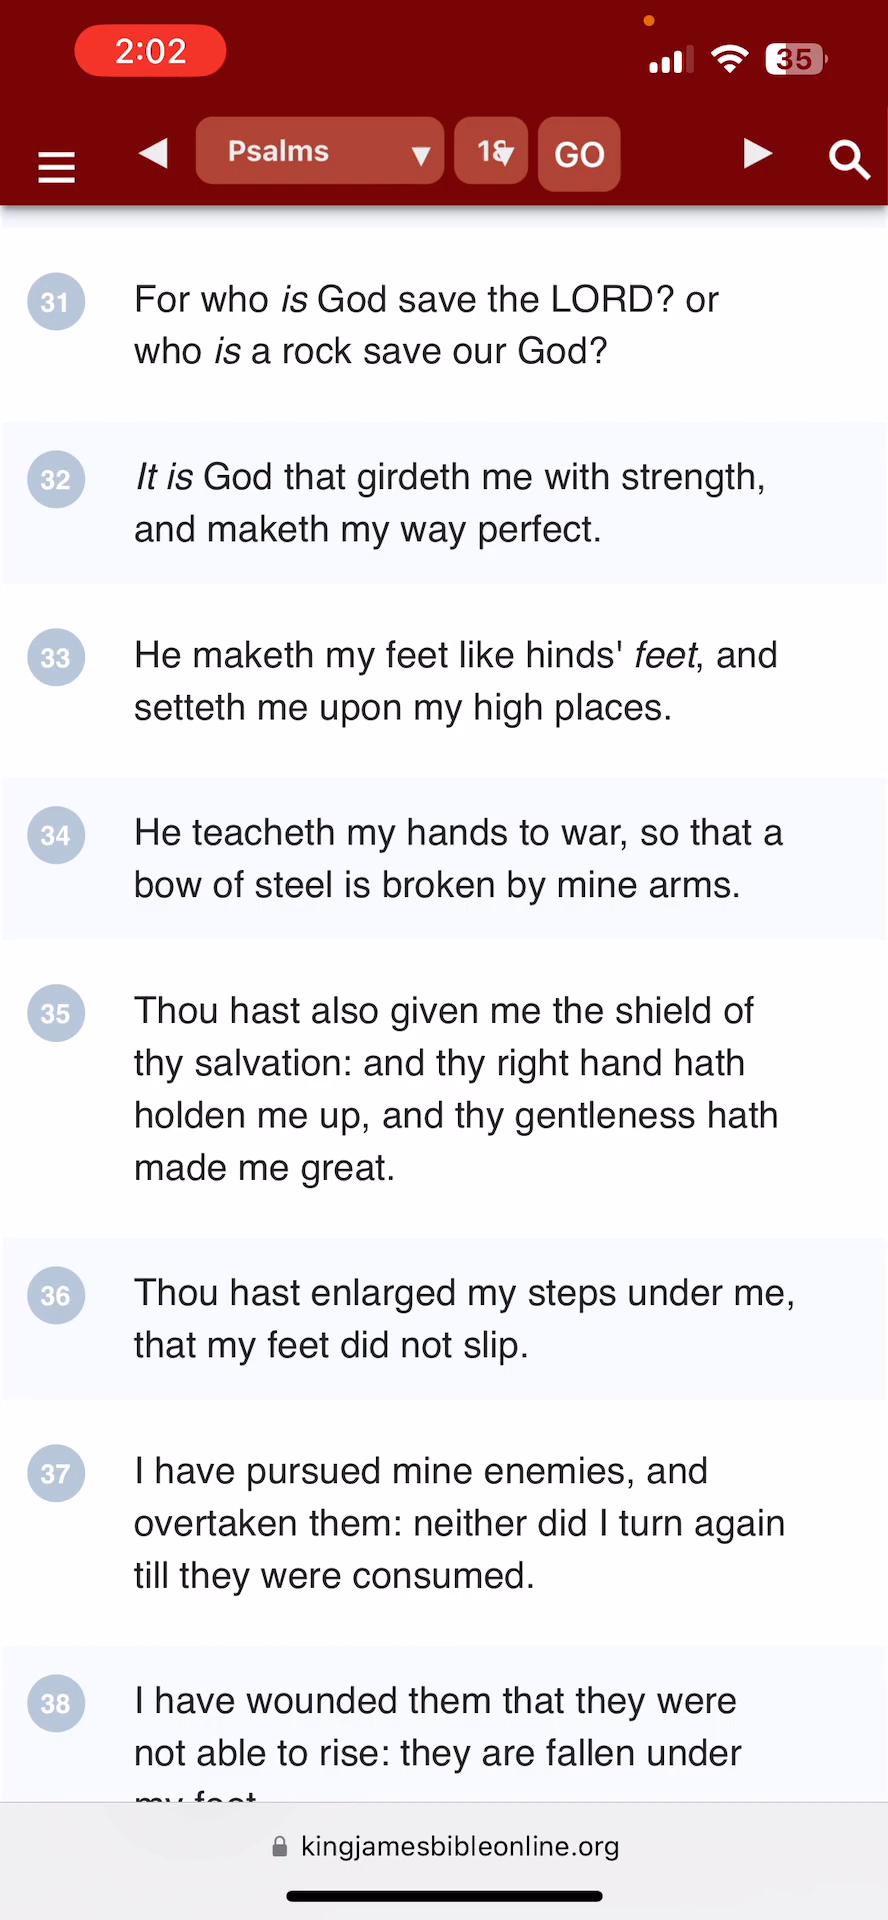 2:02
35
Psalms
18
GO
31
For who is God save the LORD? or
who is a rock save our God?
32
It is God that girdeth me with strength,
and maketh my way perfect.
33
He maketh my feet like hinds' feet, and
setteth me upon my high places.
34
He teacheth my hands to war, so that a
bow of steel is broken by mine arms.
35
Thou hast also given me the shield of
thy salvation: and thy right hand hath
holden me up, and thy gentleness hath
made me great.
36
Thou hast enlarged my steps under me,
that my feet did not slip.
37
I have pursued mine enemies, and
overtaken them: neither did I turn again
till they were consumed.
38
I have wounded them that they were
not able to rise: they are fallen under
my feet
kingjamesbibleonline.org